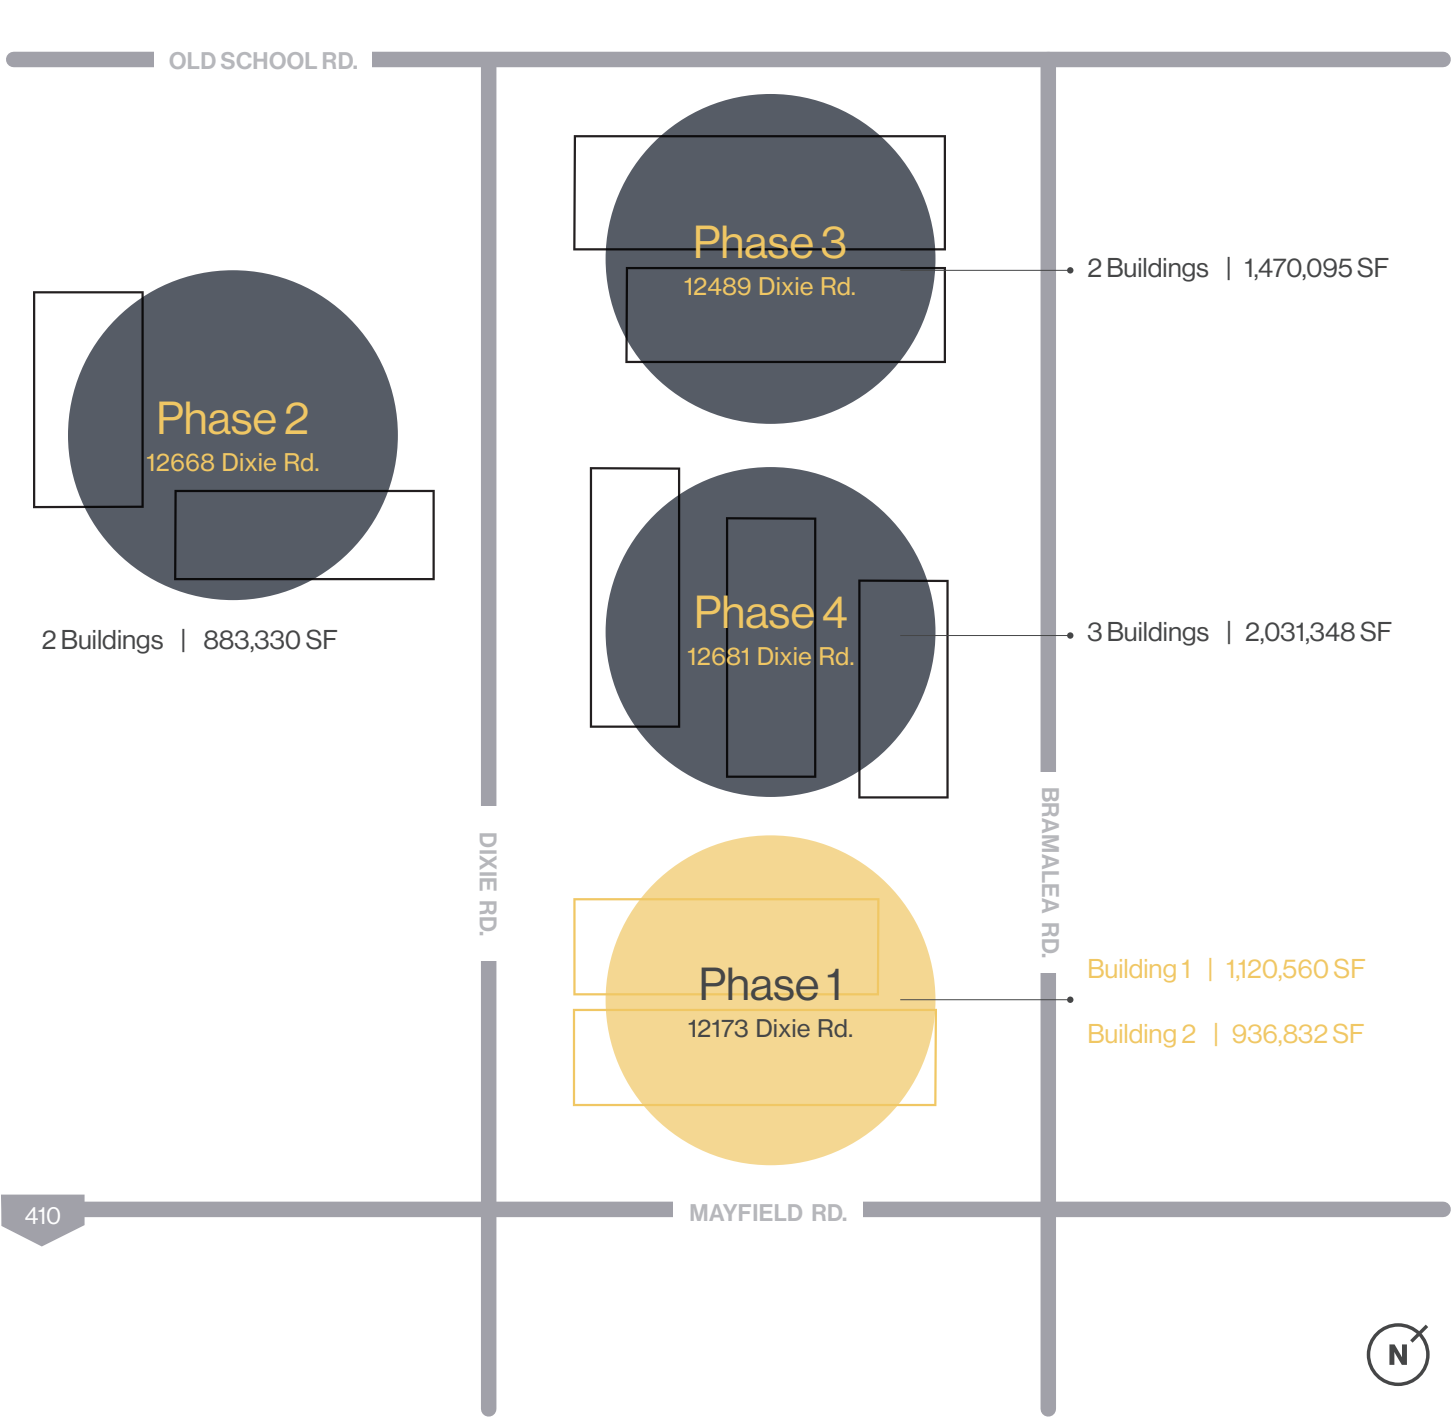 OLD SCHOOL RD.
Phase 3
12489 Dixie Rd.
2 Buildings | 1,470,095 SF
Phase 2
12668 Dixie Rd.
2 Buildings | 883,330 SF
Phase 4
12681 Dixie Rd.
3 Buildings | 2,031,348 SF
DIXIE RD.
BRAMALEA RD.
Phase 1
12173 Dixie Rd.
Building 1 | 1,120,560 SF
Building 2 | 936,832 SF
410
MAYFIELD RD.
N